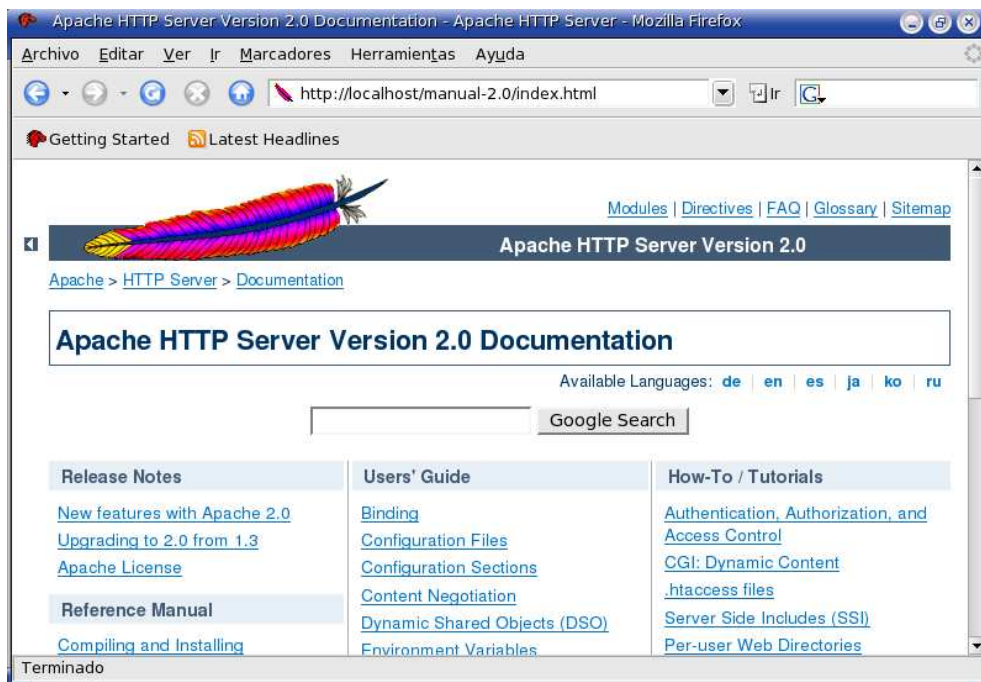 Apache HTTP Server Version 2.0 Documentation - Apache HTTP Server - Mozilla Firefox
Archivo Editar Ver Ir Marcadores Herramientas Ayuda
http://localhost/manual-2.0/index.html Ir G
Getting Started Latest Headlines
Modules | Directives | FAQ | Glossary | Sitemap
Apache HTTP Server Version 2.0
Apache > HTTP Server > Documentation
Apache HTTP Server Version 2.0 Documentation
Available Languages: de | en | es | ja | ko | ru
Google Search
Release Notes
New features with Apache 2.0
Upgrading to 2.0 from 1.3
Apache License
Reference Manual
Compiling and Installing
Users' Guide
Binding
Configuration Files
Configuration Sections
Content Negotiation
Dynamic Shared Objects (DSO)
Environment Variables
How-To / Tutorials
Authentication, Authorization, and
Access Control
CGI: Dynamic Content
.htaccess files
Server Side Includes (SSI)
Per-user Web Directories
Terminado